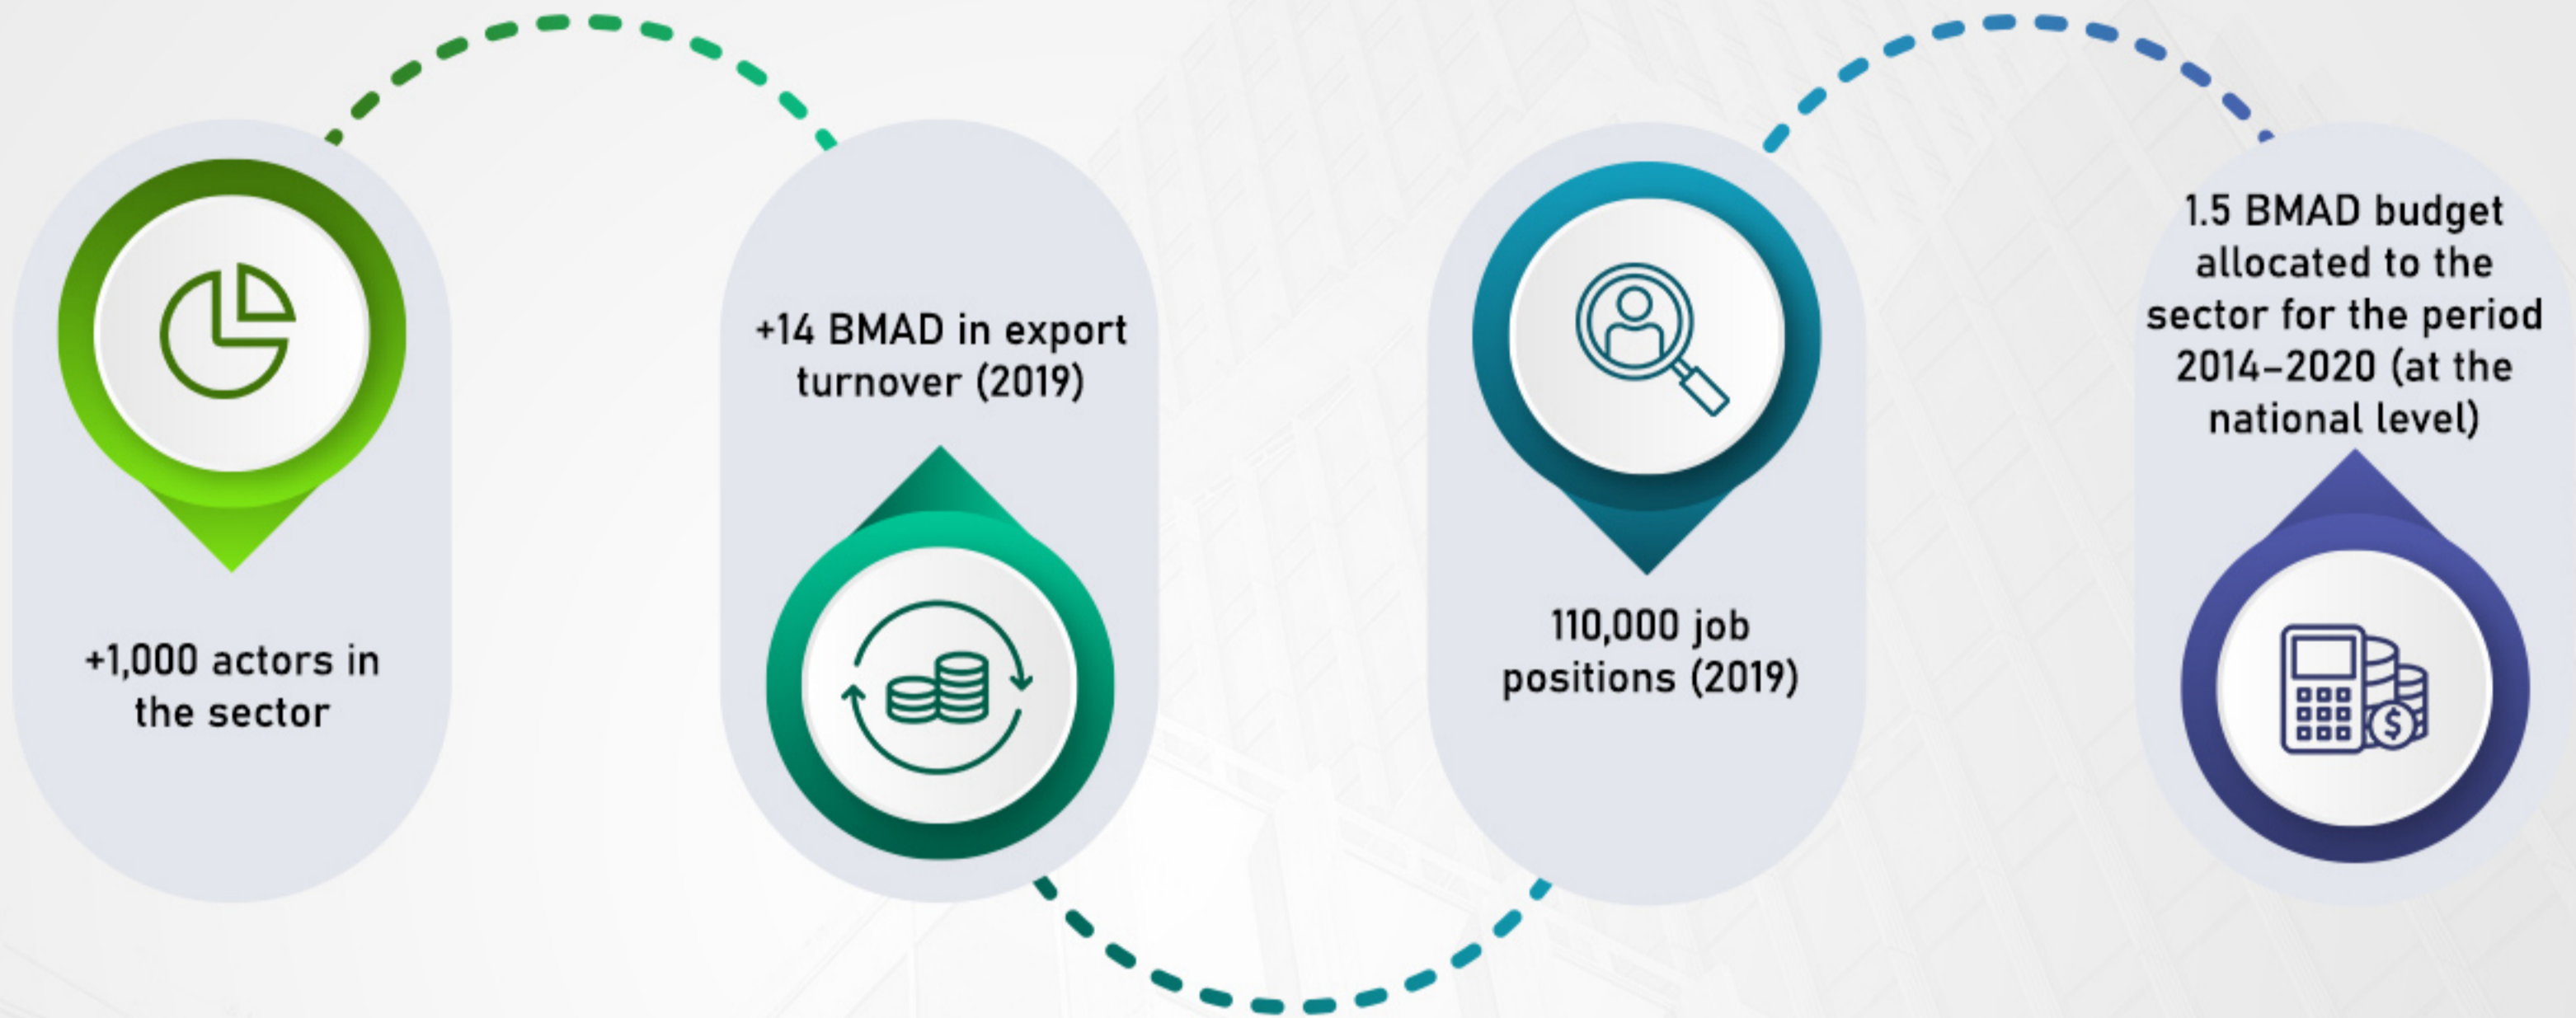 +1,000 actors in
the sector
+14 BMAD in export
turnover (2019)
110,000 job
positions (2019)
1.5 BMAD budget
allocated to the
sector for the period
2014–2020 (at the
national level)
$